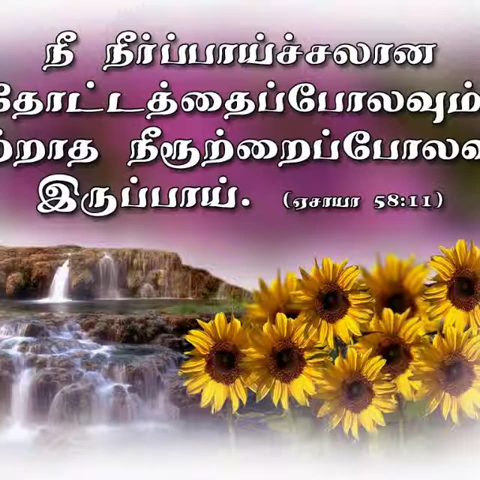 நீ நீர்ப்பாய்ச்சலான
தோட்டத்தைப்போலவும்
நீரூற்றைப்போலவ
இருப்பாய். (ஏசாயா 58:11)